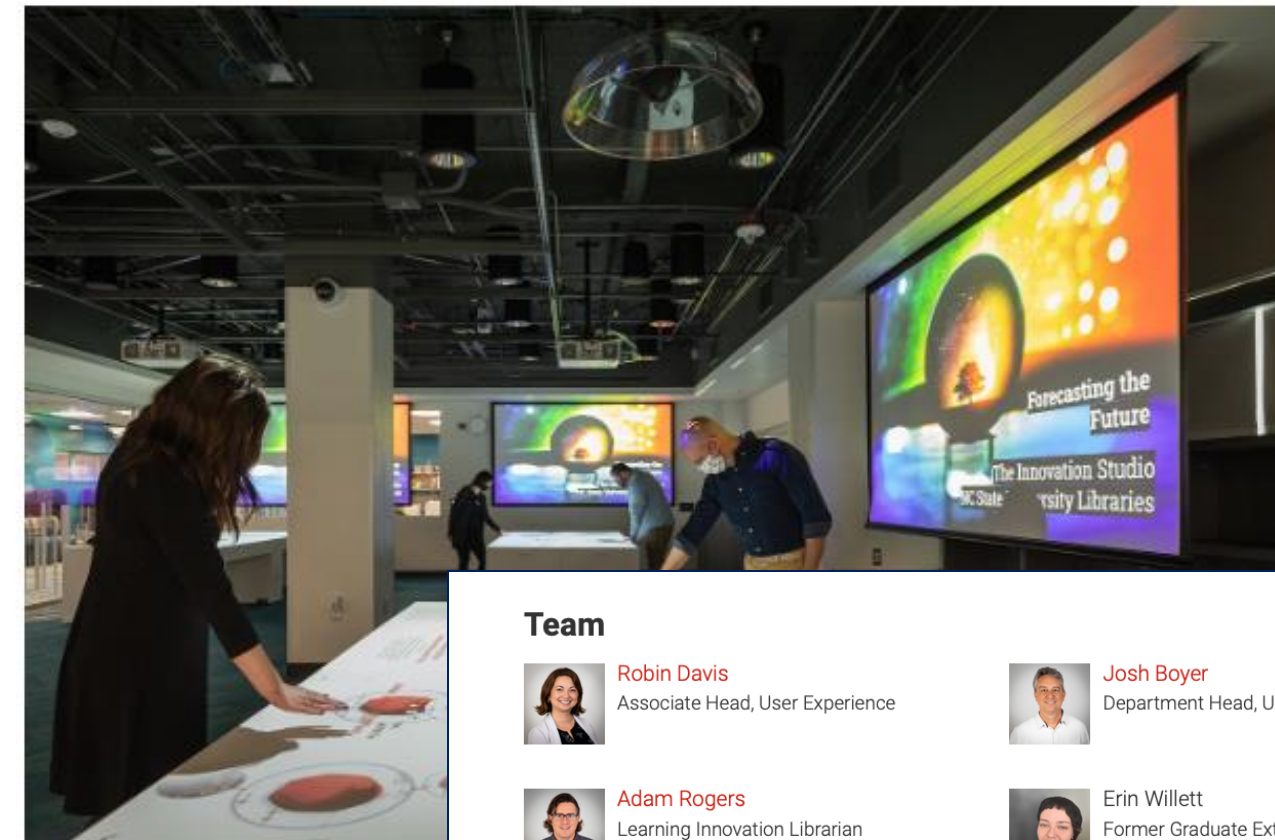 Forecasting the
Future
The Innovation Studio
NC State rsity Libraries
Team
Robin Davis
Associate Head, User Experience
Josh Boyer
Department Head, U
Adam Rogers
Learning Innovation Librarian
Erin Willett
Former Graduate Ext